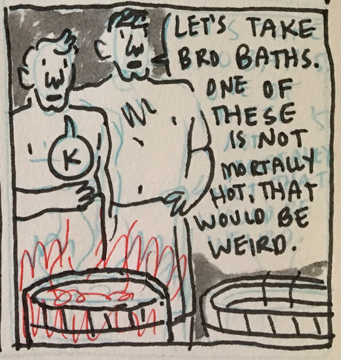 LET'S TAKE
BRO BATHS.
ONE OF
THESE
IS NOT
MORTALLY
HOT, THAT
WOULD BE
WEIRD.
K